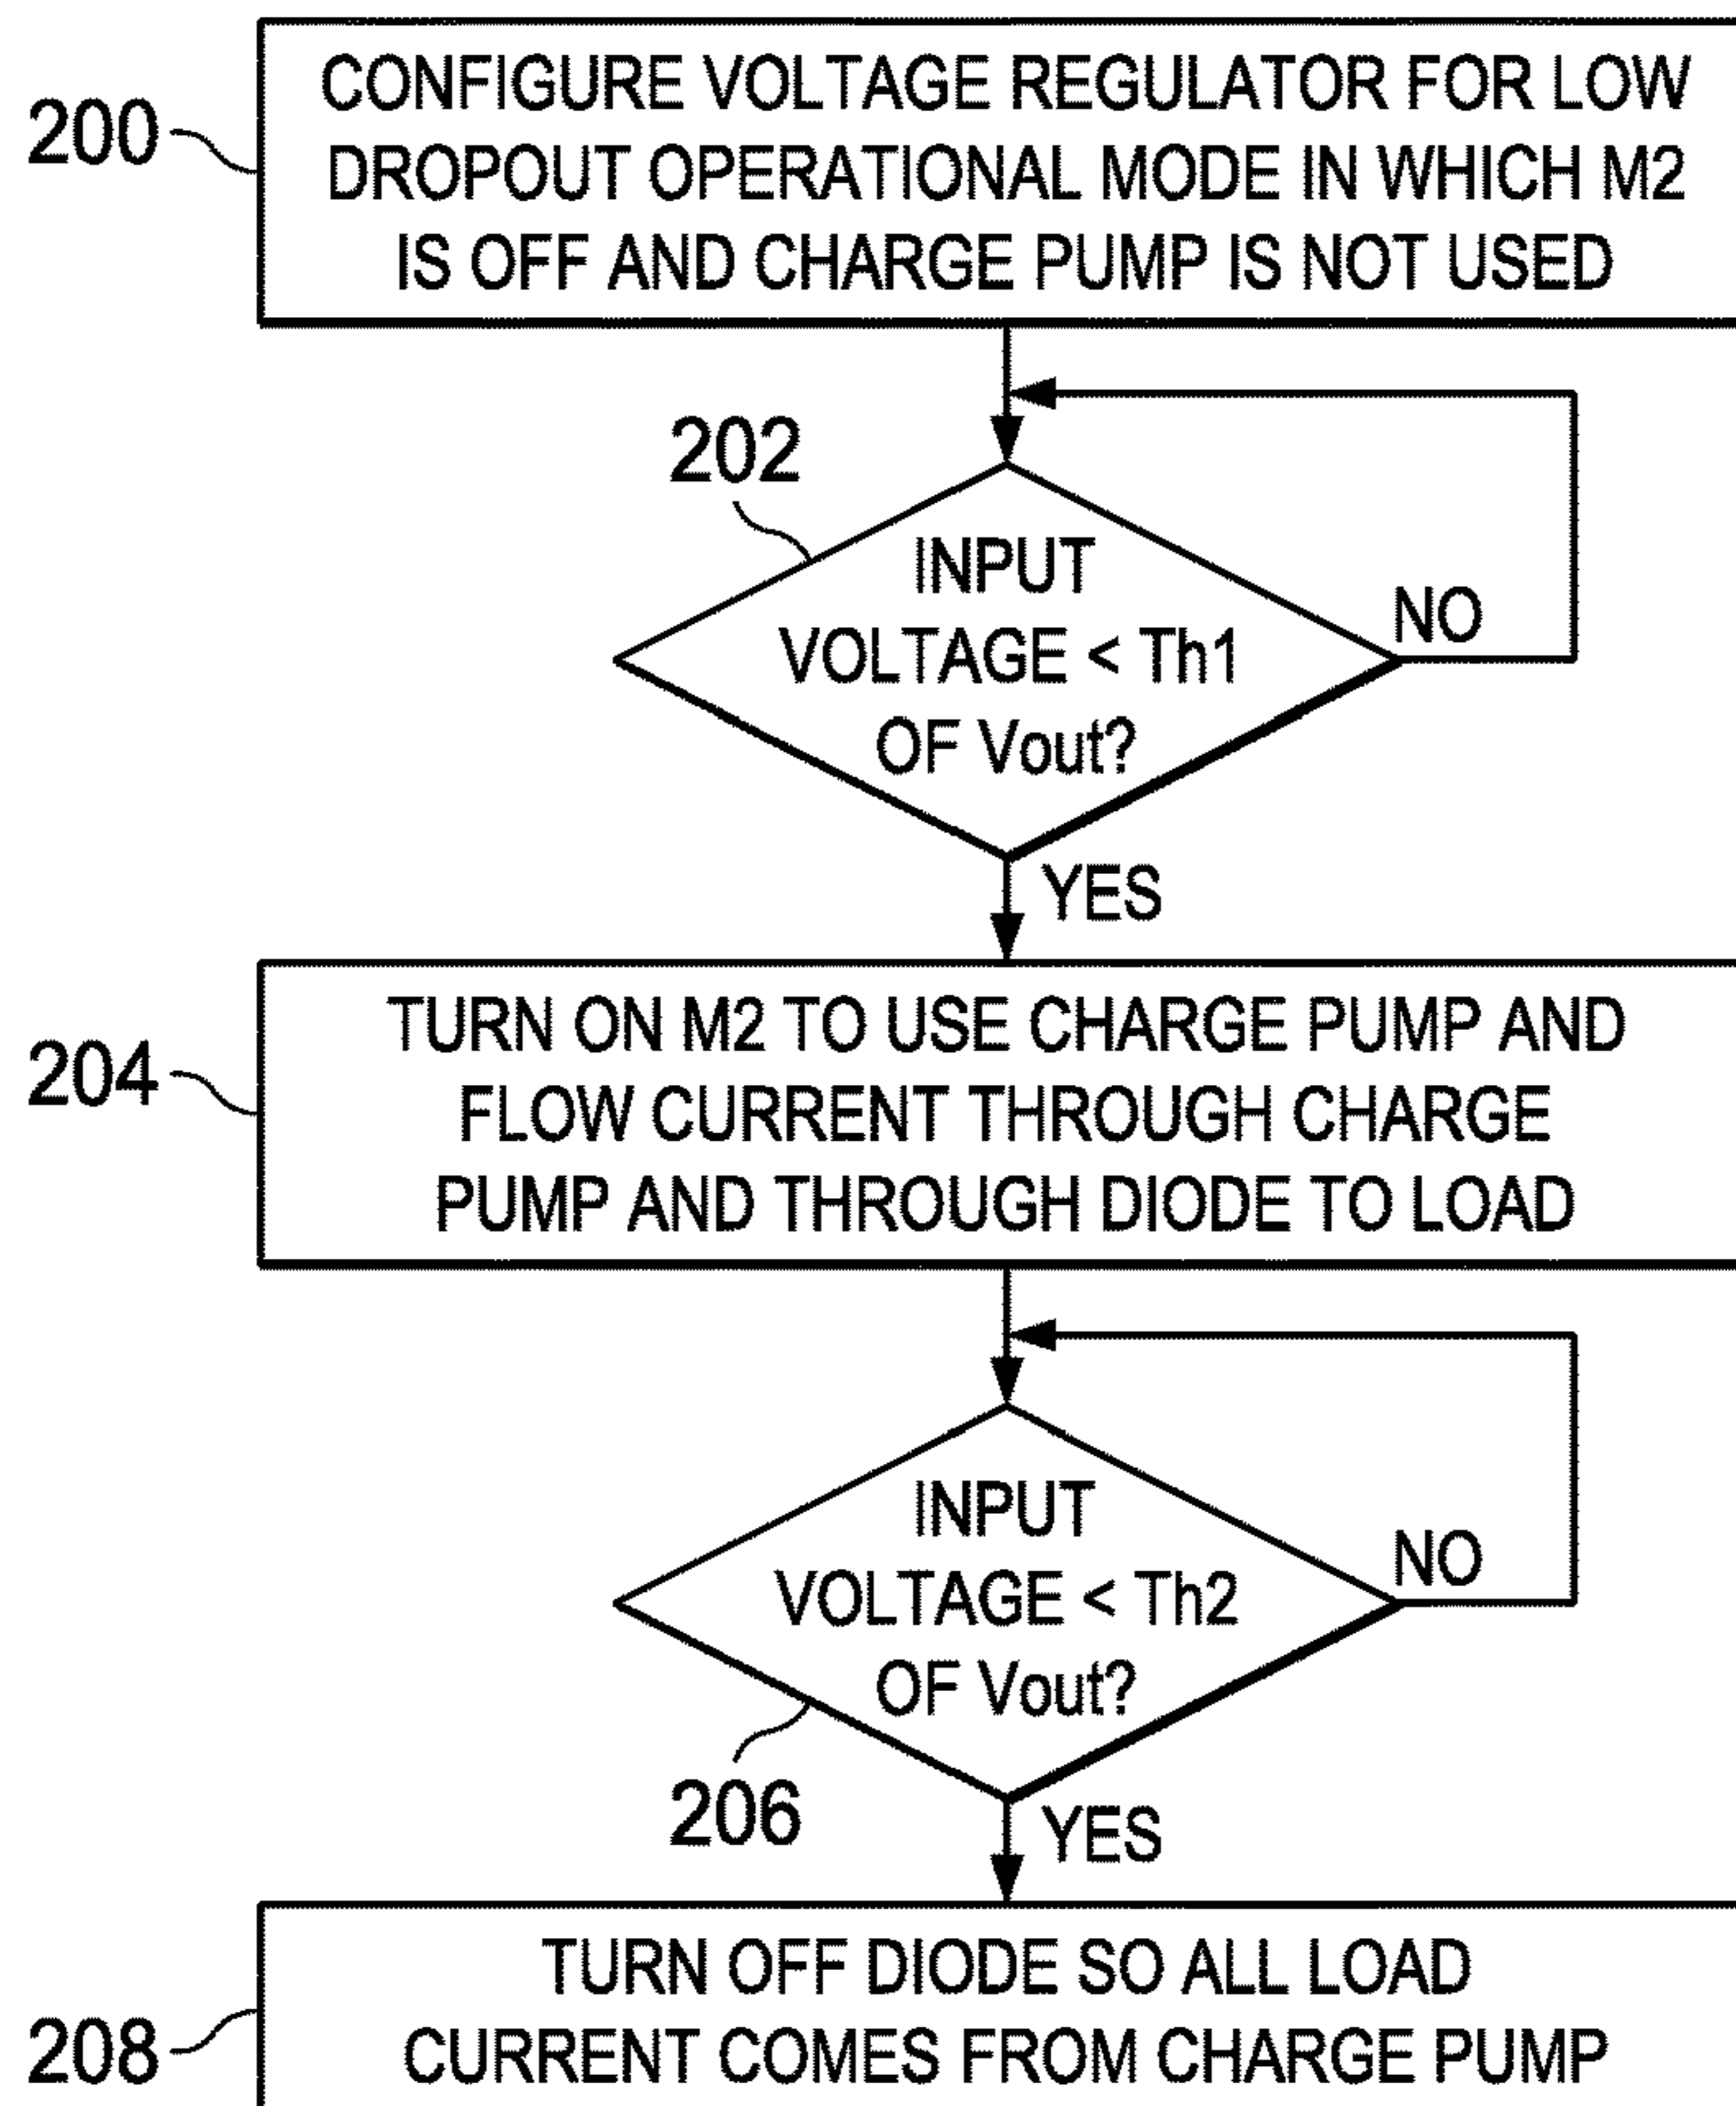 200
CONFIGURE VOLTAGE REGULATOR FOR LOW
DROPOUT OPERATIONAL MODE IN WHICH M2
IS OFF AND CHARGE PUMP IS NOT USED
202
INPUT
VOLTAGE < Th1
OF Vout?
NO
YES
204
TURN ON M2 TO USE CHARGE PUMP AND
FLOW CURRENT THROUGH CHARGE
PUMP AND THROUGH DIODE TO LOAD
INPUT
VOLTAGE < Th2
OF Vout?
NO
206
YES
208
TURN OFF DIODE SO ALL LOAD
CURRENT COMES FROM CHARGE PUMP